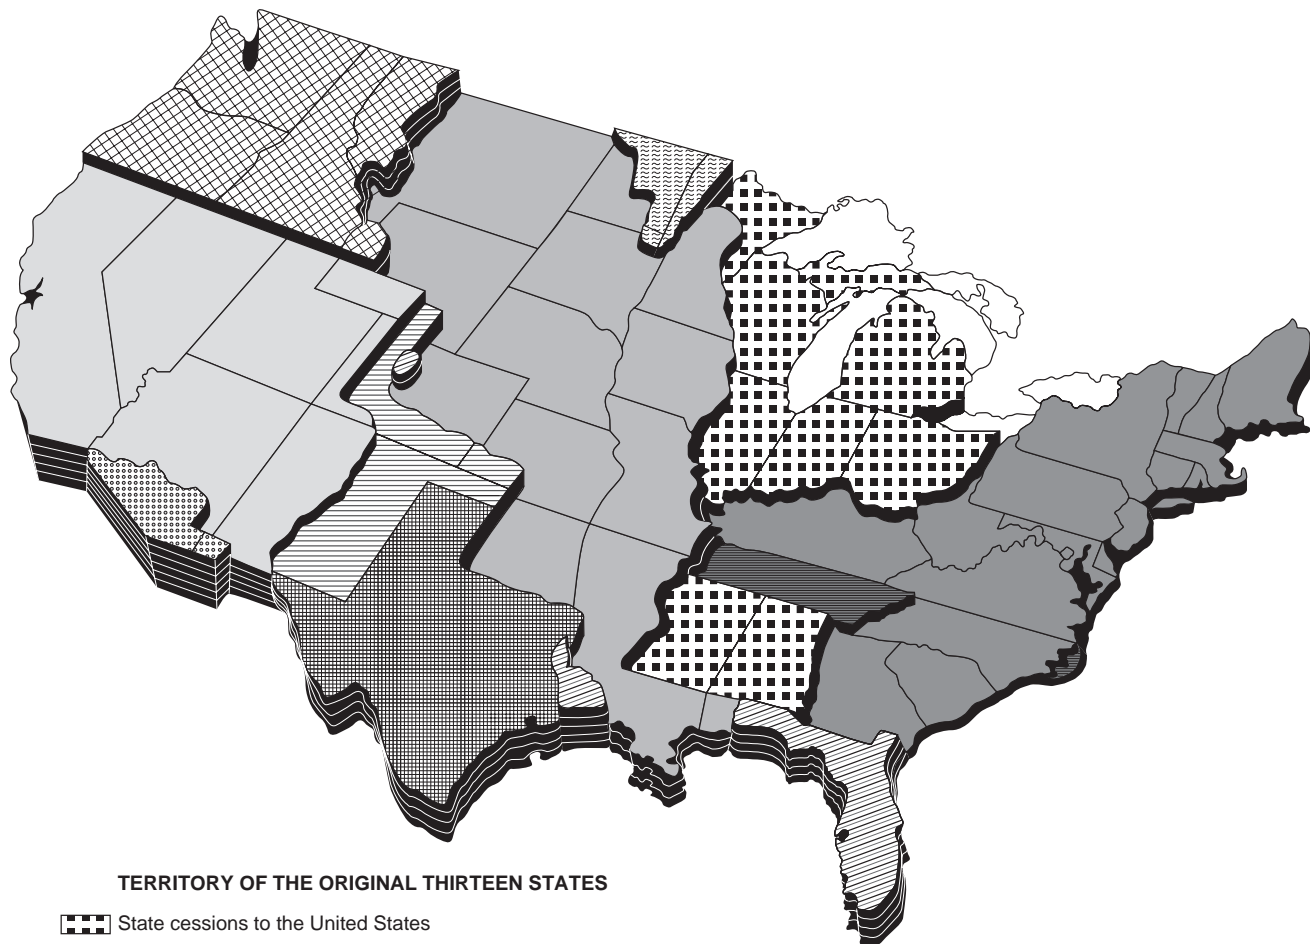 TERRITORY OF THE ORIGINAL THIRTEEN STATES
State cessions to the United States